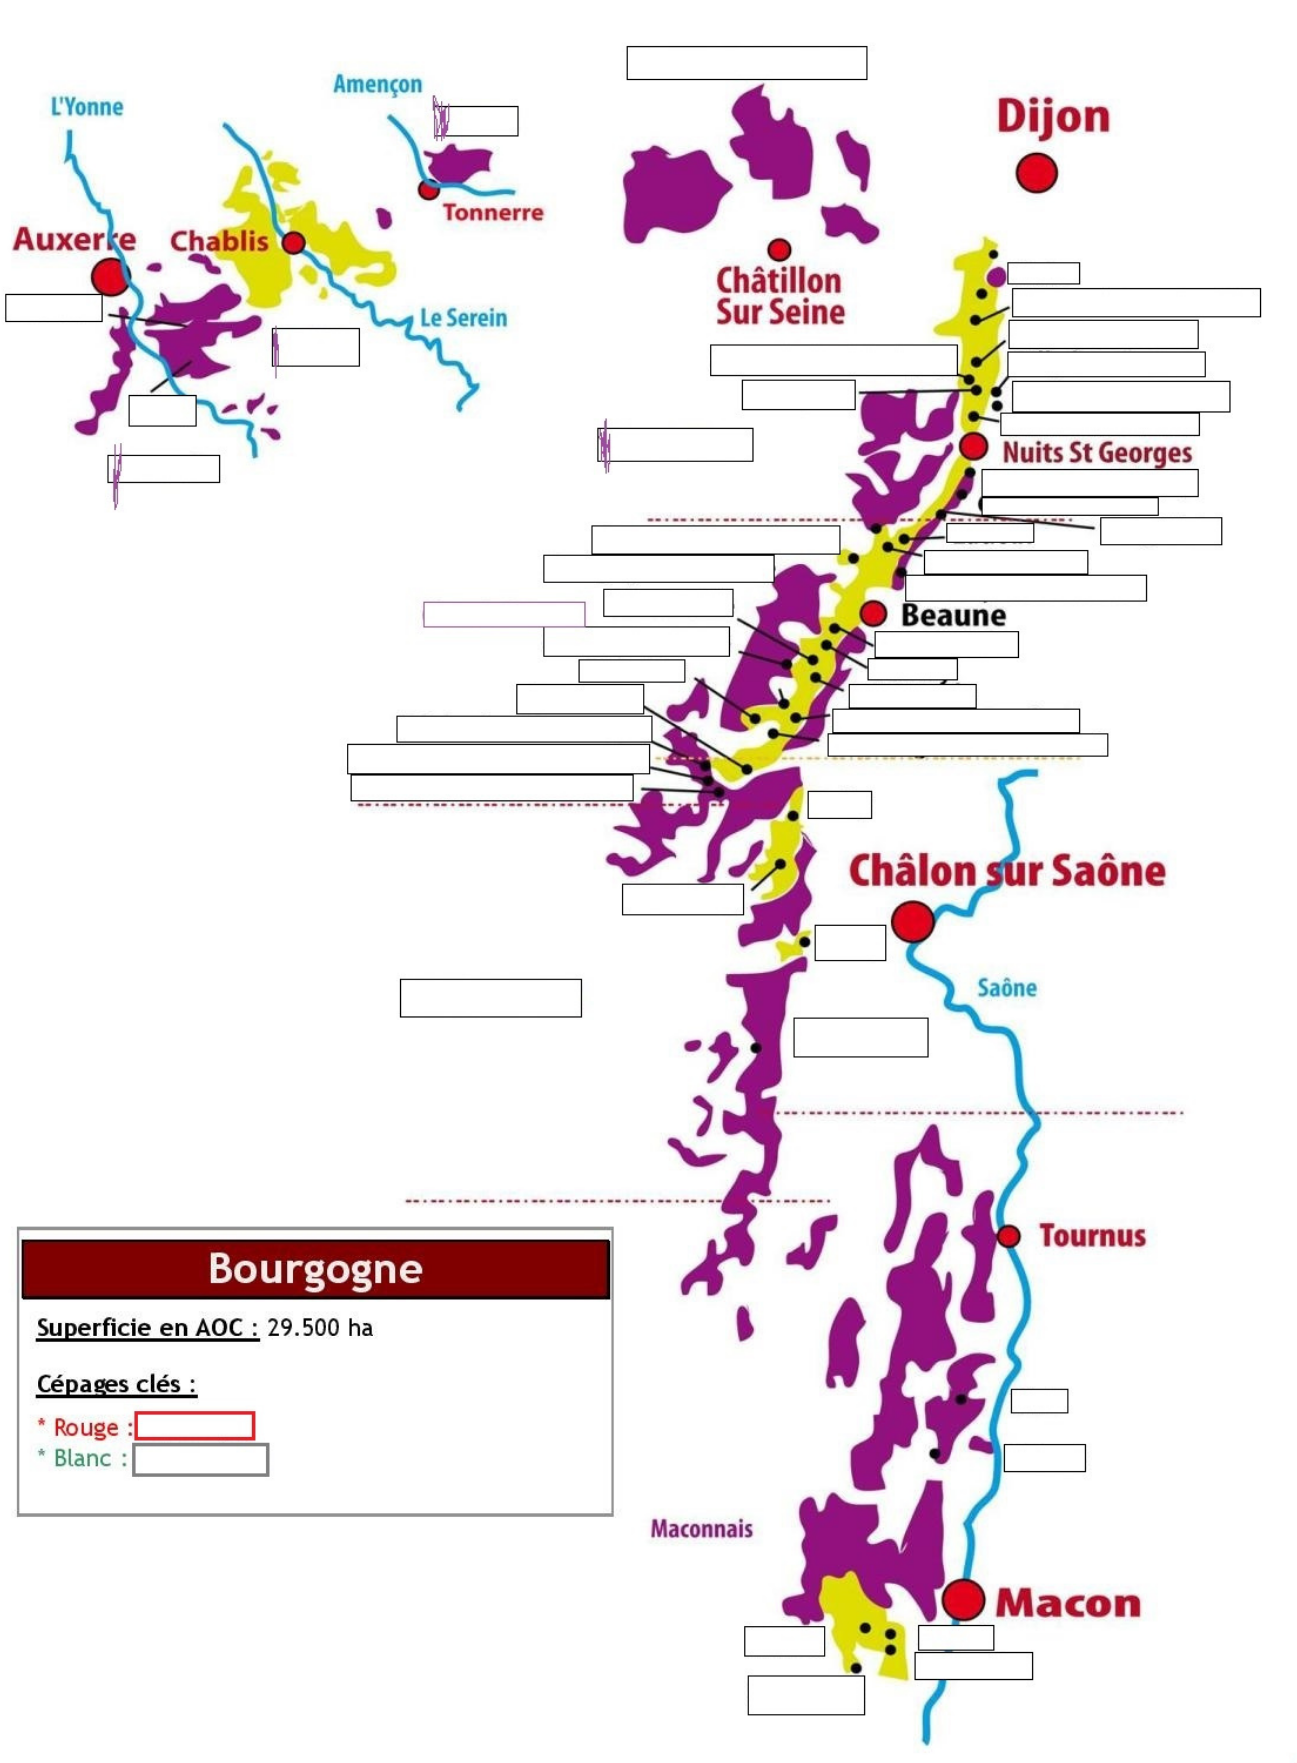 Amençon
L'Yonne
Dijon
Tonnerre
Auxerre
Chablis
Châtillon
Sur Seine
Le Serein
Nuits St Georges
Beaune
Châlon sur Saône
Saône
Tournus
Bourgogne
Superficie en AOC : 29.500 ha
Cépages clés :
* Rouge :
* Blanc :
Maconnais
Macon